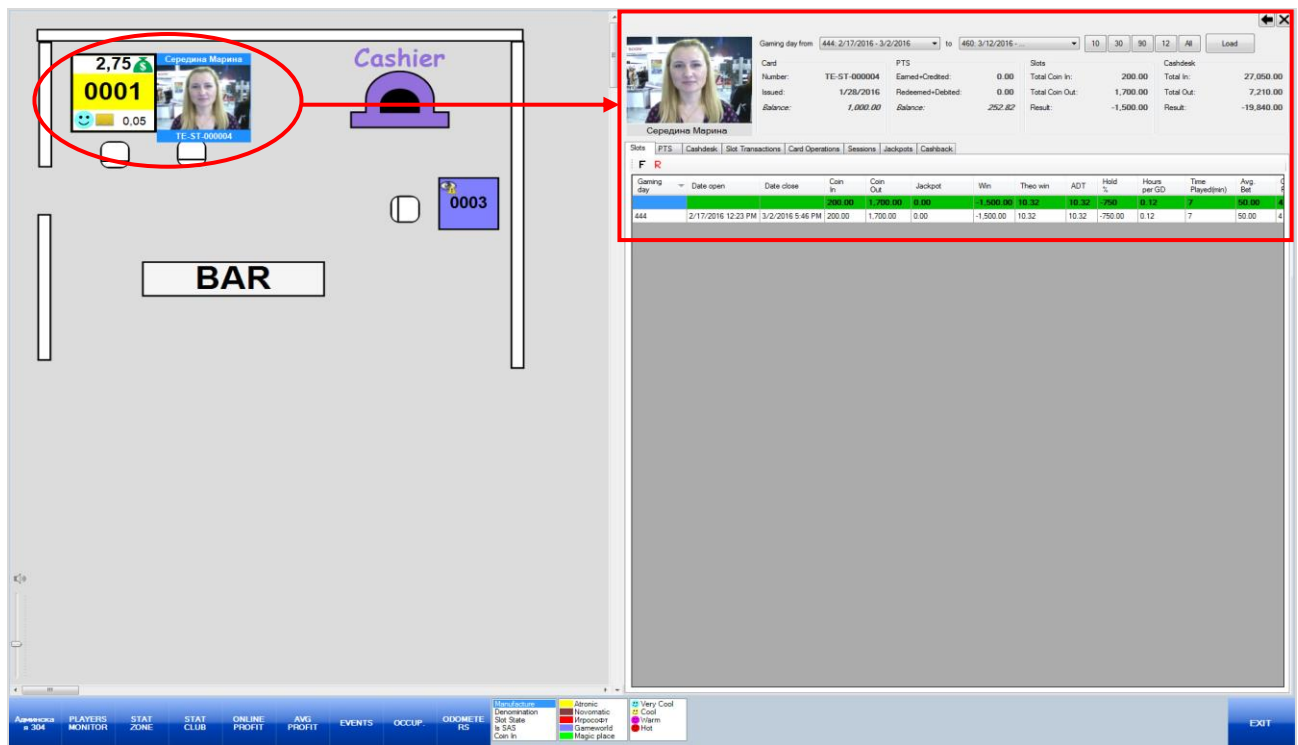 2,75
0001
0,05
Середина Марина
TE-ST-000004
Cashier
0003
BAR
Gaming day from 444: 2/17/2016 - 3/2/2016 to 460: 3/12/2016 - ... 10 30 90 12 All Load
Card PTS Slots Cashdesk
Number: TE-ST-000004 Earned+Credited: 0.00 Total Coin In: 200.00 Total In: 27,050.00
Issued: 1/28/2016 Redeemed+Debited: 0.00 Total Coin Out: 1,700.00 Total Out: 7,210.00
Balance: 1,000.00 Balance: 252.82 Result: -1,500.00 Result: -19,840.00
Середина Марина
Slots PTS Cashdesk Slot Transactions Card Operations Sessions Jackpots Cashback
F R
Gaming day Date open Date close Coin In Coin Out Jackpot Win Theo win ADT Hold % Hours per GD Time Played(min) Avg. Bet
200.00 1,700.00 0.00 -1,500.00 10.32 10.32 -750 0.12 7 50.00 4
444 2/17/2016 12:23 PM 3/2/2016 5:46 PM 200.00 1,700.00 0.00 -1,500.00 10.32 10.32 -750.00 0.12 7 50.00 4
Админска
я 304
PLAYERS
MONITOR
STAT
ZONE
STAT
CLUB
ONLINE
PROFIT
AVG
PROFIT
EVENTS
OCCUP.
ODOMETE
RS
Manufacture
Denomination
Slot State
Is SAS
Coin In
Atronic
Novomatic
Игрософт
Gameworld
Magic place
Very Cool
Cool
Warm
Hot
EXIT